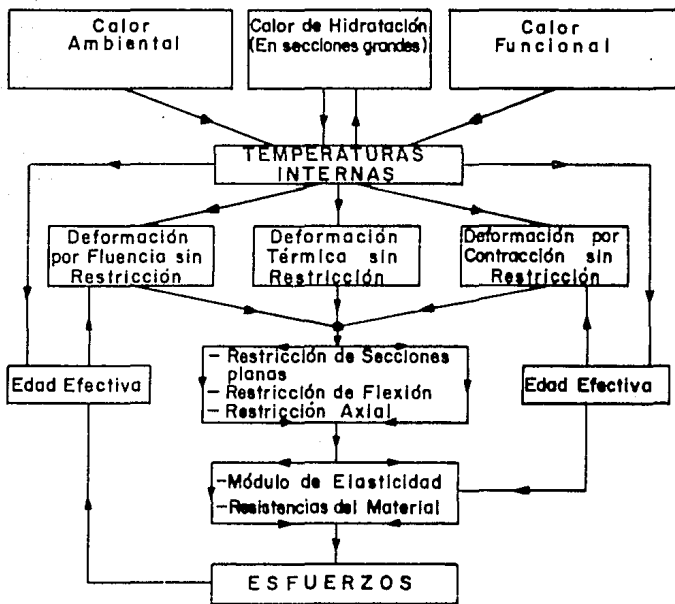 Calor
Ambiental
Calor de Hidratación
(En secciones grandes)
Calor
Funcional
TEMPERATURAS
INTERNAS
Deformación
por Fluencia sin
Restricción
Deformación
Térmica sin
Restricción
Deformación por
Contracción sin
Restricción
Edad Efectiva
– Restricción de Secciones
planas
– Restricción de Flexión
– Restricción Axial
Edad Efectiva
–Módulo de Elasticidad
–Resistencias del Material
ESFUERZOS